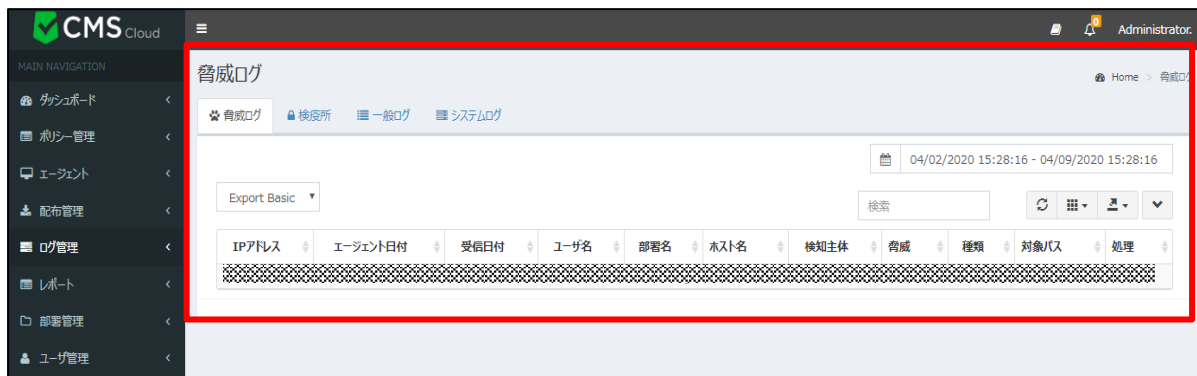 CMS Cloud
0
Administrator.
MAIN NAVIGATION
ダッシュボード
ポリシー管理
エージェント
配布管理
ログ管理
レポート
部署管理
ユーザ管理
脅威ログ
Home > 脅威ログ
脅威ログ 検疫所 一般ログ システムログ
04/02/2020 15:28:16 - 04/09/2020 15:28:16
Export Basic
検索
IPアドレス エージェント日付 受信日付 ユーザ名 部署名 ホスト名 検知主体 脅威 種類 対象パス 処理